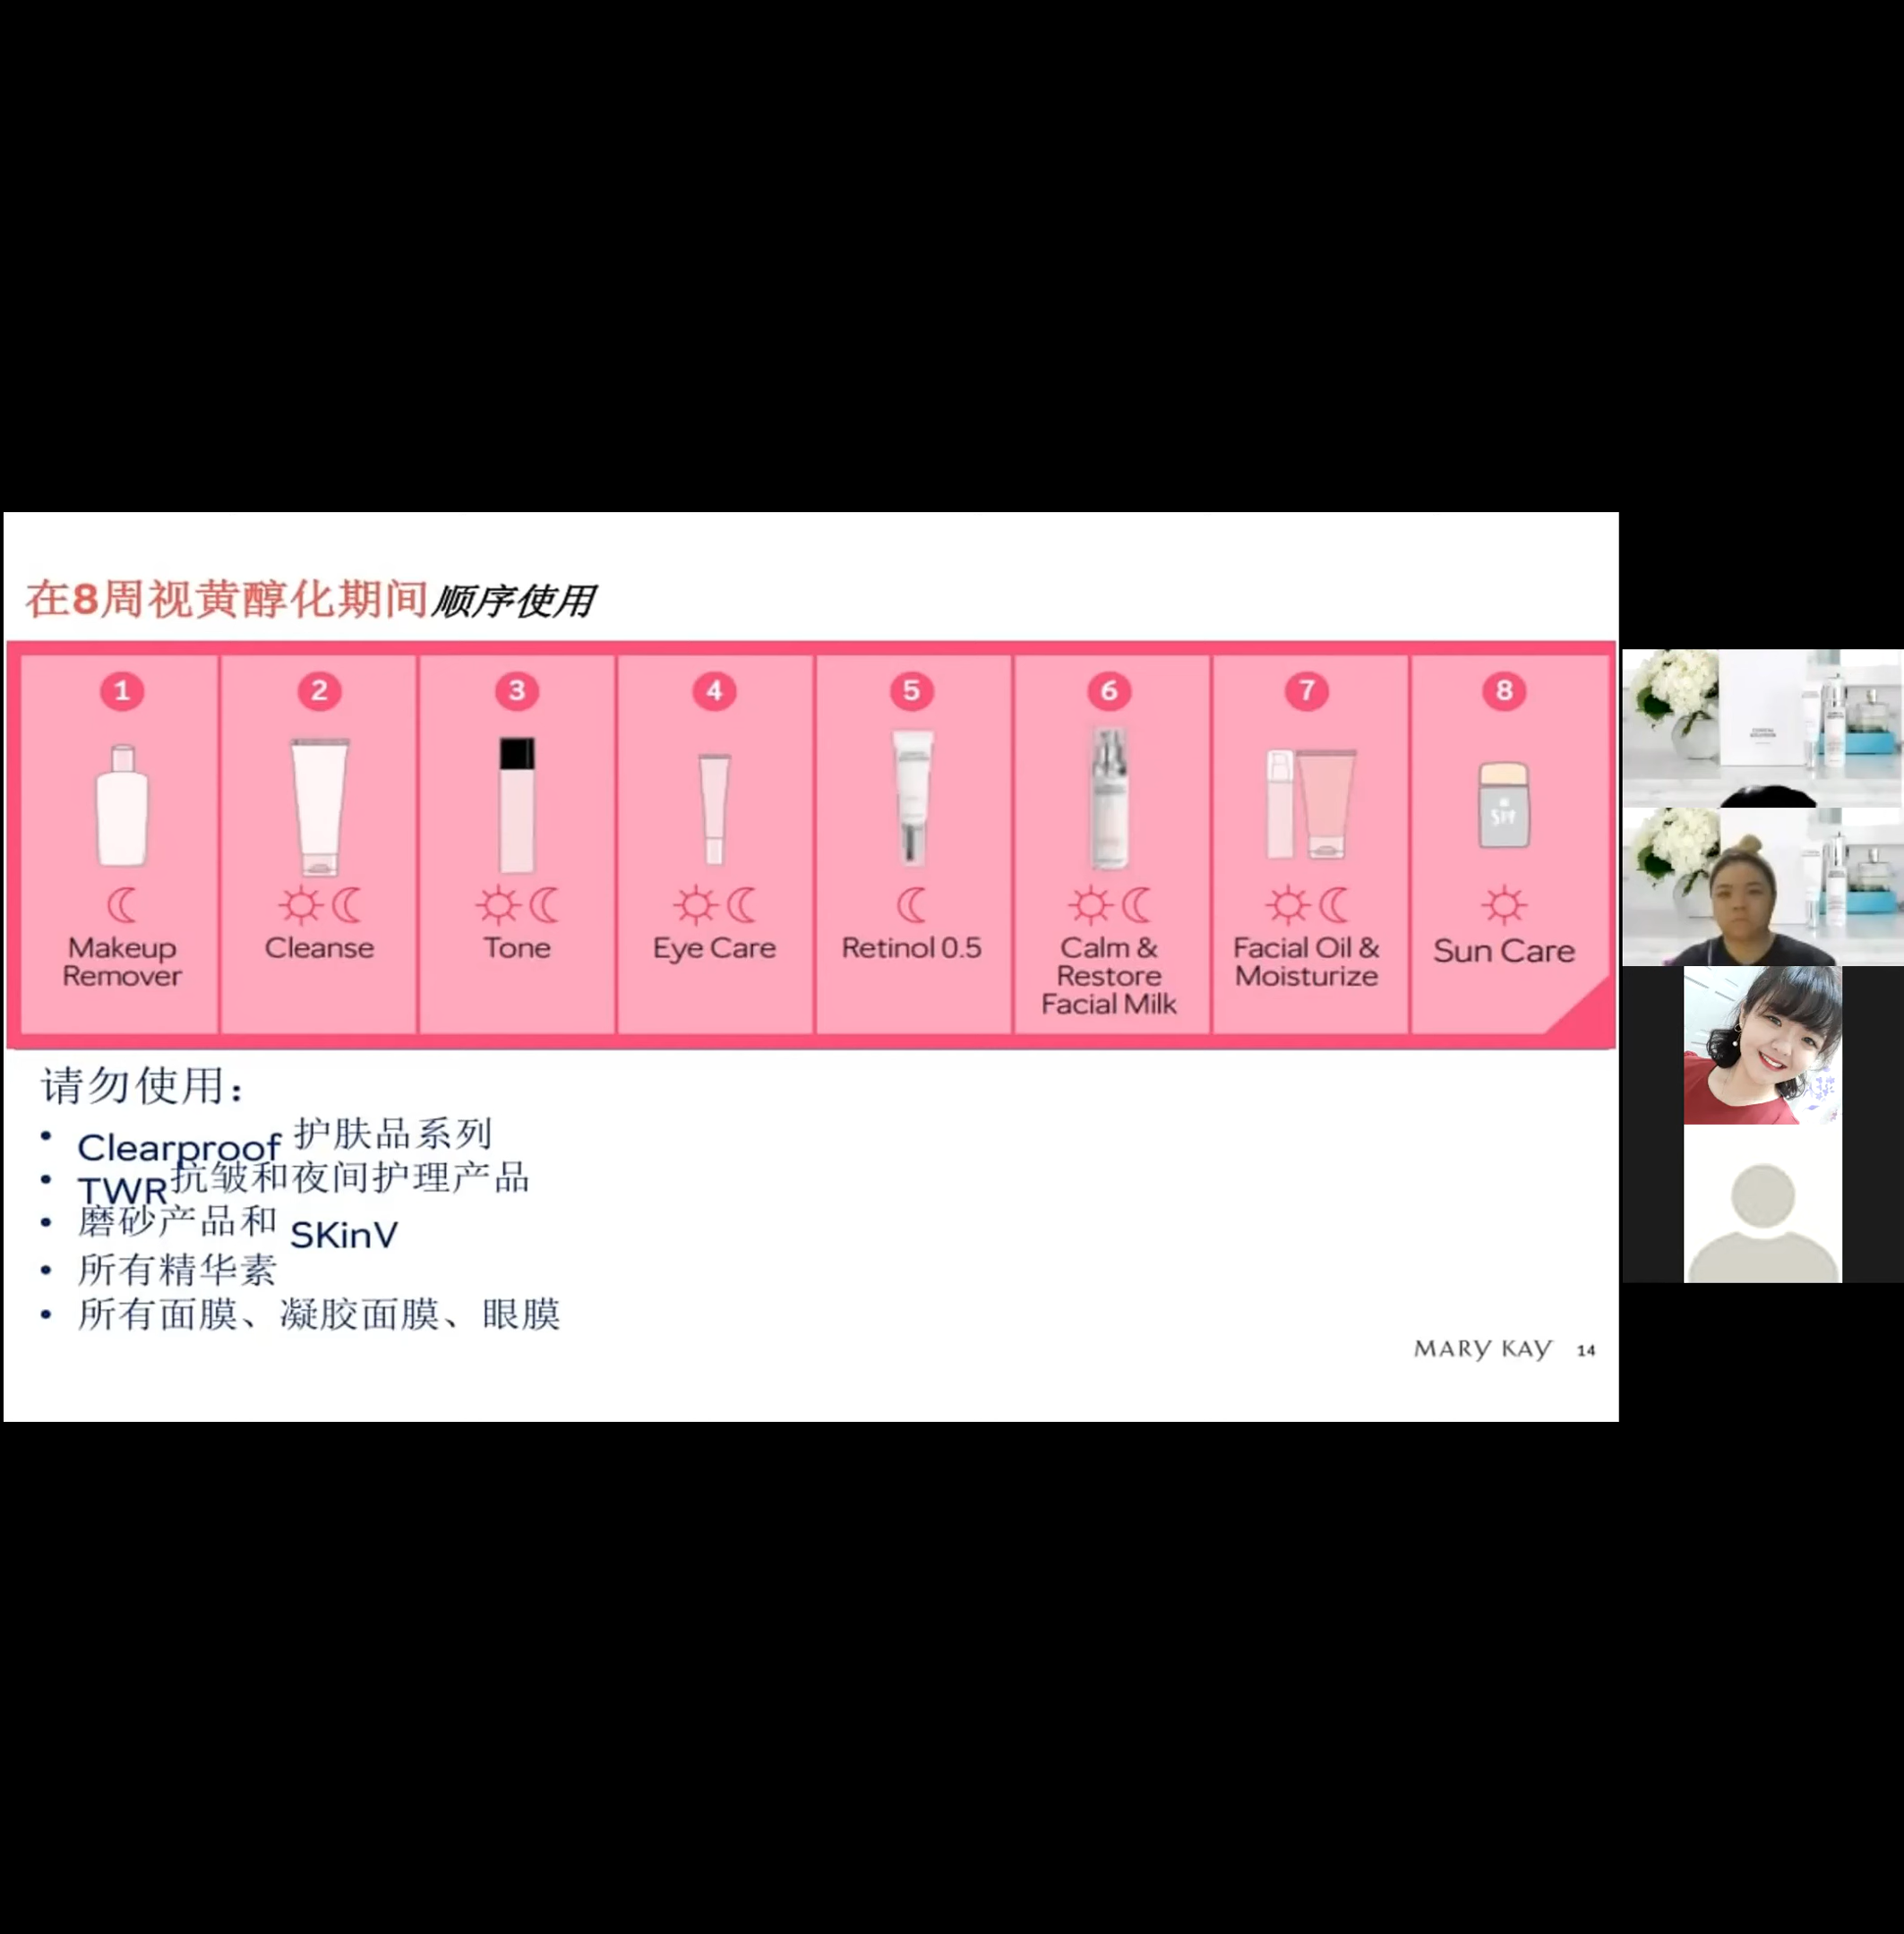 在8周视黄醇化期间顺序使用
1
2
3
4
5
6
7
8
SPF
Makeup Remover
Cleanse
Tone
Eye Care
Retinol 0.5
Calm & Restore Facial Milk
Facial Oil & Moisturize
Sun Care
请勿使用：
• Clearproof 护肤品系列
• TWR抗皱和夜间护理产品
• 磨砂产品和 SKinV
• 所有精华素
• 所有面膜、凝胶面膜、眼膜
MARY KAY 14